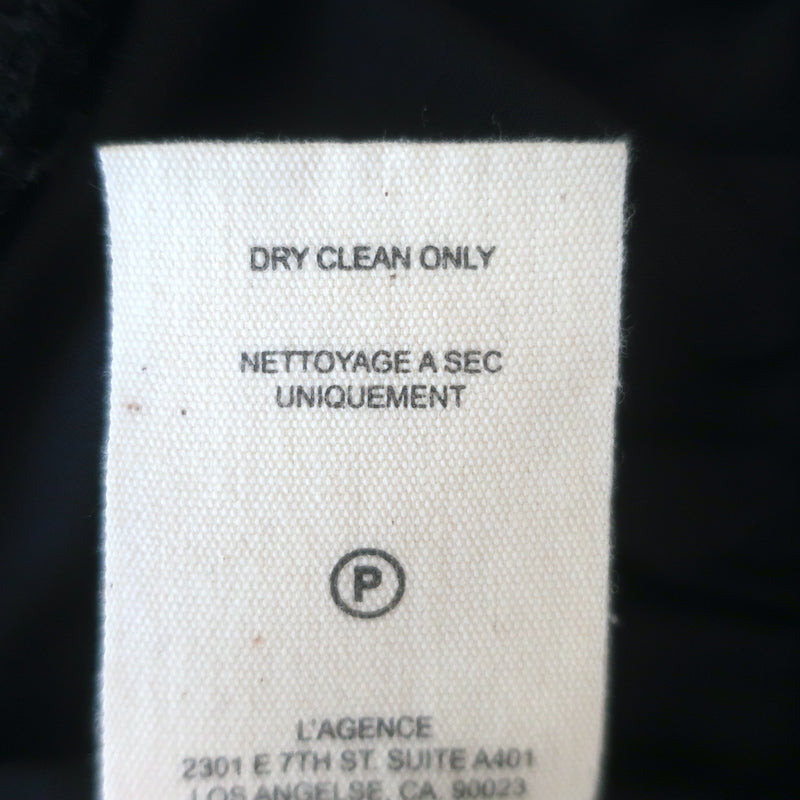 DRY CLEAN ONLY
NETTOYAGE A SEC
UNIQUEMENT
P
L'AGENCE
2301 E 7TH ST. SUITE A401
LOS ANGELSE, CA. 90023